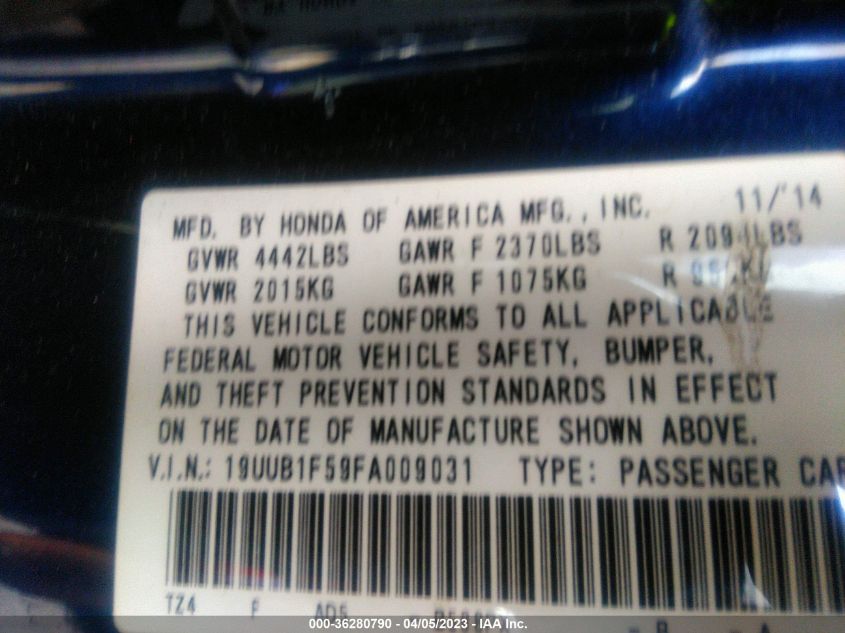 MFD. BY HONDA OF AMERICA MFG., INC. 11/'14
GVWR 4442LBS GAWR F 2370LBS R LBS
GVWR 2015KG GAWR F 1075KG R
THIS VEHICLE CONFORMS TO ALL APPLICABLE
FEDERAL MOTOR VEHICLE SAFETY, BUMPER,
AND THEFT PREVENTION STANDARDS IN EFFECT
ON THE DATE OF MANUFACTURE SHOWN ABOVE.
V.I.N.: 19UUB1F59FA009031 TYPE: PASSENGER CAR
TZ4 F AD5
000-36280790 - 04/05/2023 - IAA Inc.